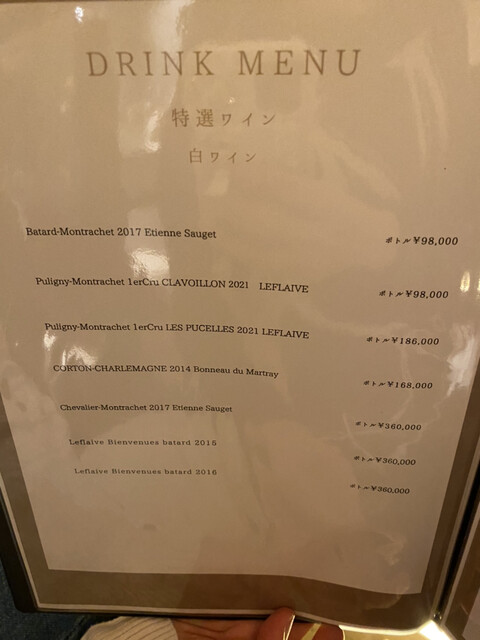 DRINK MENU
特選ワイン
白ワイン
Batard-Montrachet 2017 Etienne Sauget ボトル¥98,000
Puligny-Montrachet 1erCru CLAVOILLON 2021 LEFLAIVE ボトル¥98,000
Puligny-Montrachet 1erCru LES PUCELLES 2021 LEFLAIVE ボトル¥186,000
CORTON-CHARLEMAGNE 2014 Bonneau du Martray ボトル¥168,000
Chevalier-Montrachet 2017 Etienne Sauget ボトル¥360,000
Leflaive Bienvenues batard 2015 ボトル¥360,000
Leflaive Bienvenues batard 2016 ボトル¥360,000